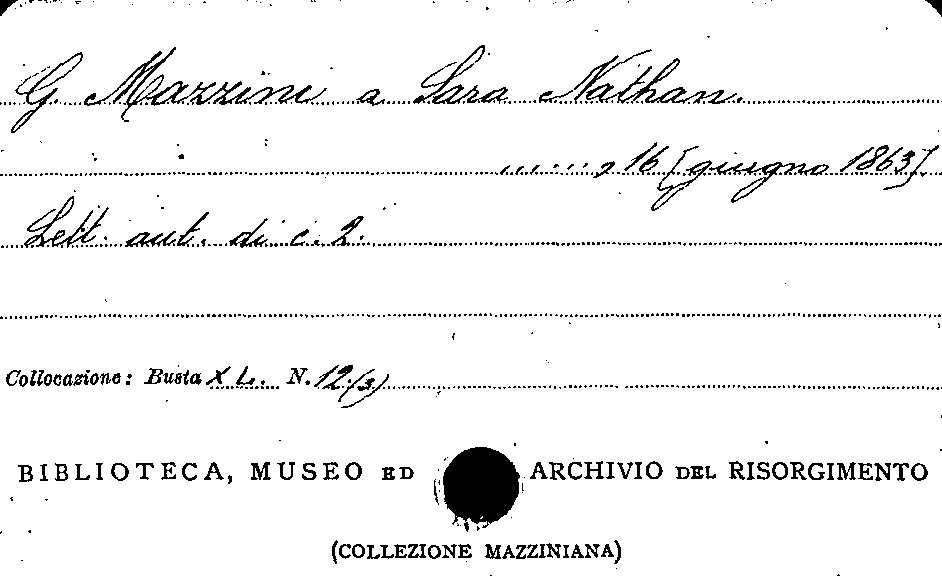 G. Mazzini a Sara Nathan.
......, 16 [giugno 1863].
Lett. aut. di c. 2.
Collocazione: Busta XL. N. 12(3)
BIBLIOTECA, MUSEO ED ARCHIVIO DEL RISORGIMENTO
(COLLEZIONE MAZZINIANA)